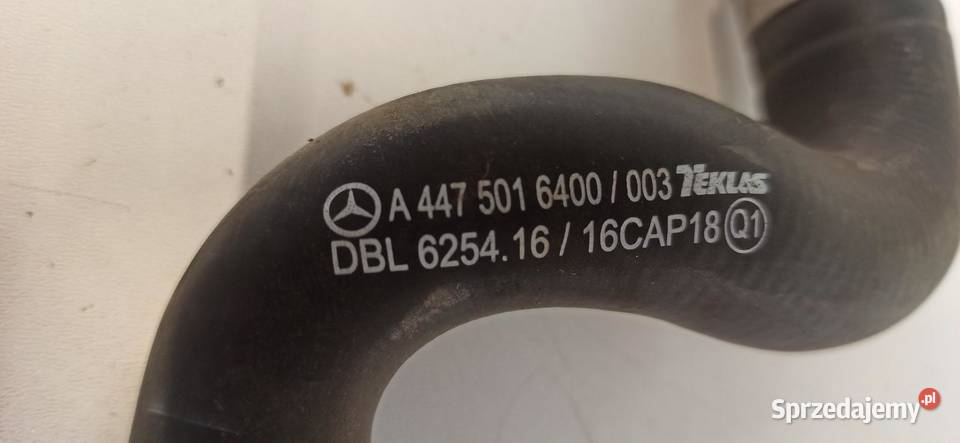 A 447 501 6400 / 003 TEKLAS
DBL 6254.16 / 16CAP18 Q1
Sprzedajemy.pl